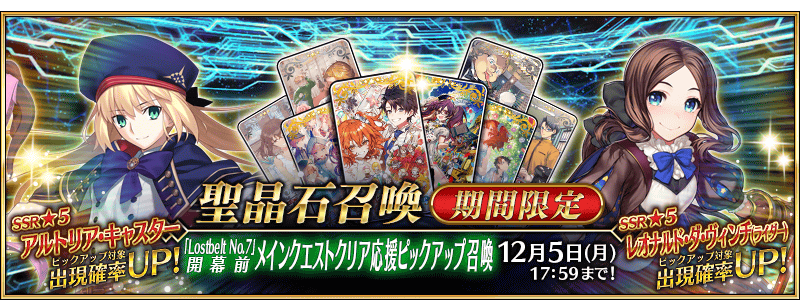 聖晶石召喚
期間限定
SSR★5
アルトリア・キャスター
ピックアップ対象
出現確率UP!
「Lostbelt No.7」
開幕前
メインクエストクリア応援ピックアップ召喚
12月5日(月)
17:59まで!
SSR★5
レオナルド・ダ・ヴィンチ(ライダー)
ピックアップ対象
出現確率UP!